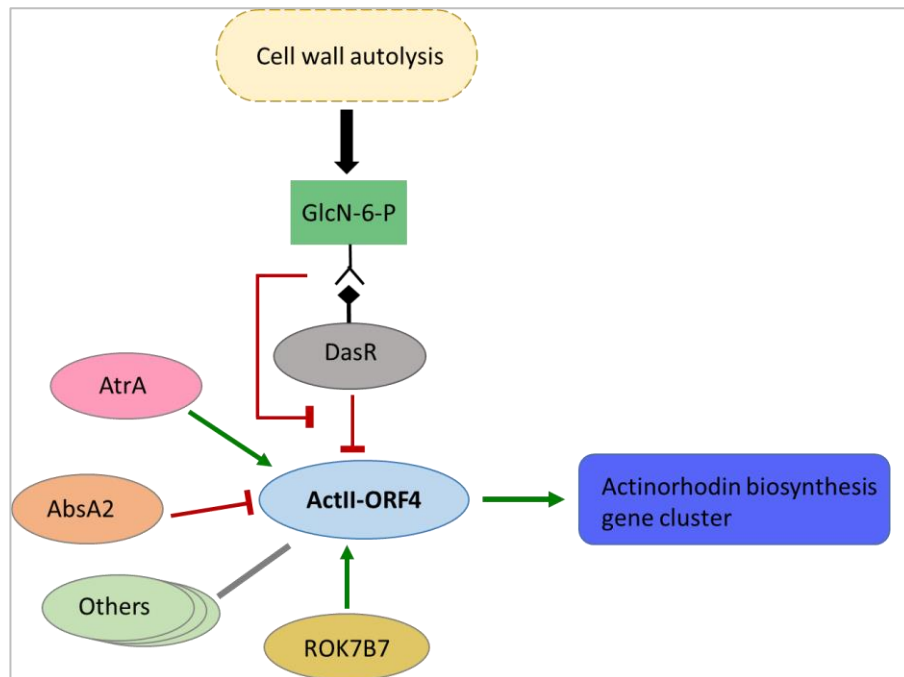 Cell wall autolysis
GlcN-6-P
DasR
AtrA
AbsA2
ActII-ORF4
Actinorhodin biosynthesis
gene cluster
Others
ROK7B7